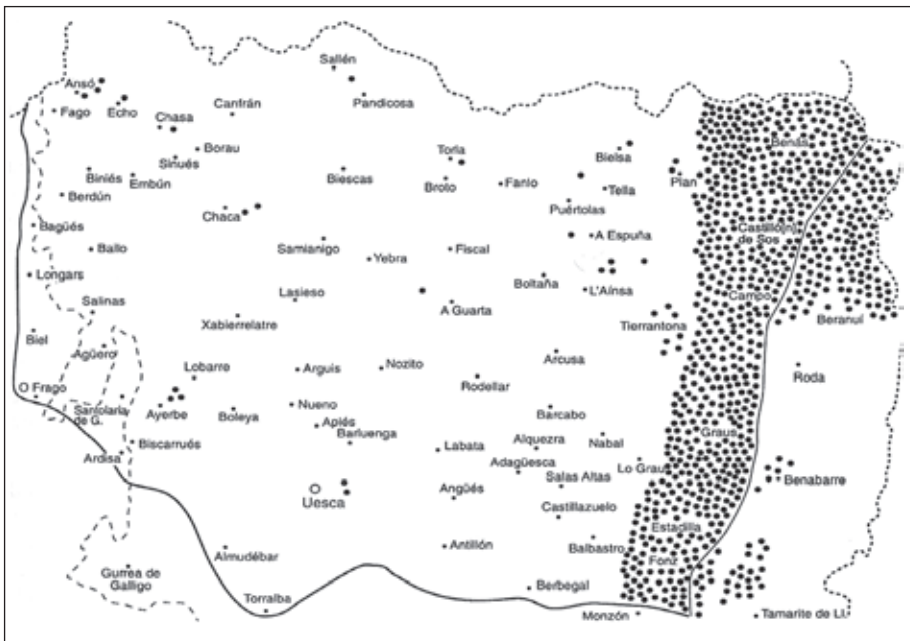 Sallén
Ansó
Pandicosa
Fago
Echo
Chasa
Canfrán
Borau
Sinués
Torla
Bielsa
Benás
Biniés
Embún
Biescas
Broto
Fanlo
Tella
Plan
Berdún
Chaca
Puértolas
Bagüés
Castilló[n]
de Sos
A Espuña
Ballo
Samianigo
Yebra
Fiscal
Longars
Boltaña
L'Aínsa
Salinas
Lasieso
A Guarta
Campo
Xabierrelatre
Tierrantona
Beranuí
Biel
Agüero
Lobarre
Arguis
Nozito
Arcusa
Rodellar
Roda
O Frago
Santolaria
de G.
Ayerbe
Boleya
Nueno
Aplés
Barcabo
Graus
Biscarrués
Barluenga
Labata
Alquezra
Nabal
Ardisa
Adagüesca
Lo Grau
Salas Altas
Benabarre
Uesca
Angüés
Castillazuelo
Estadilla
Almudébar
Antillón
Balbastro
Fonz
Gurrea de
Galligo
Berbegal
Torralba
Monzón
Tamarite de Ll.